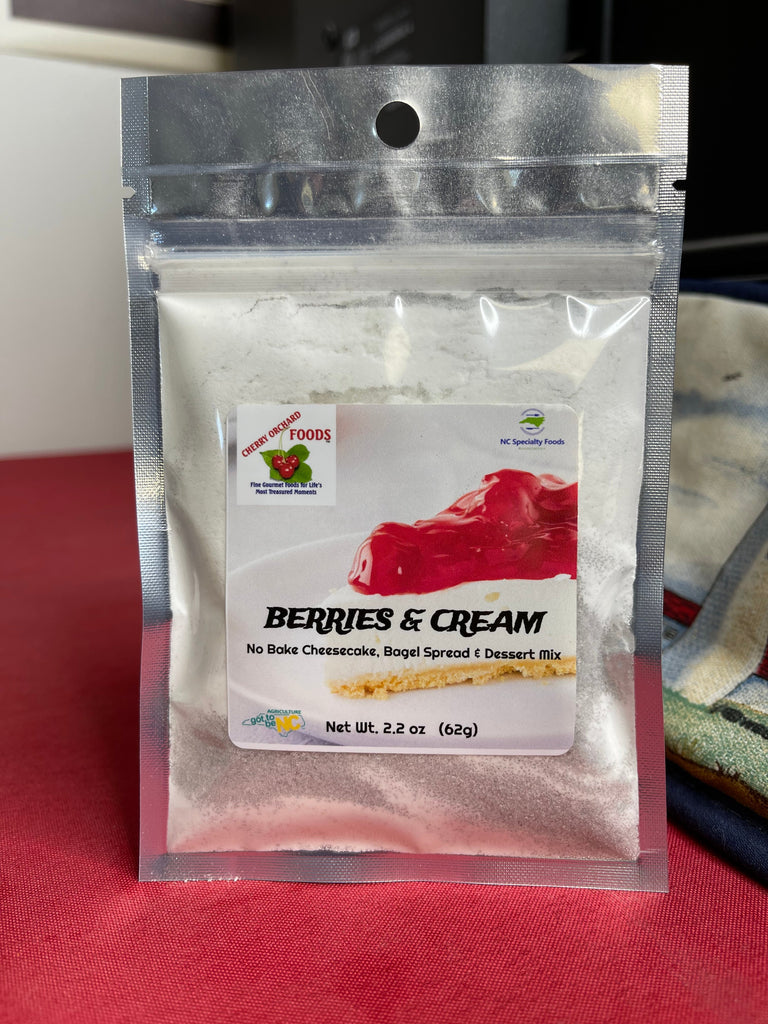 CHERRY ORCHARD
FOODS
Fine Gourmet Foods for Life's
Most Treasured Moments
NC Specialty Foods
BERRIES & CREAM
No Bake Cheesecake, Bagel Spread & Dessert Mix
AGRICULTURE
got to
be NC
Net Wt. 2.2 oz (62g)